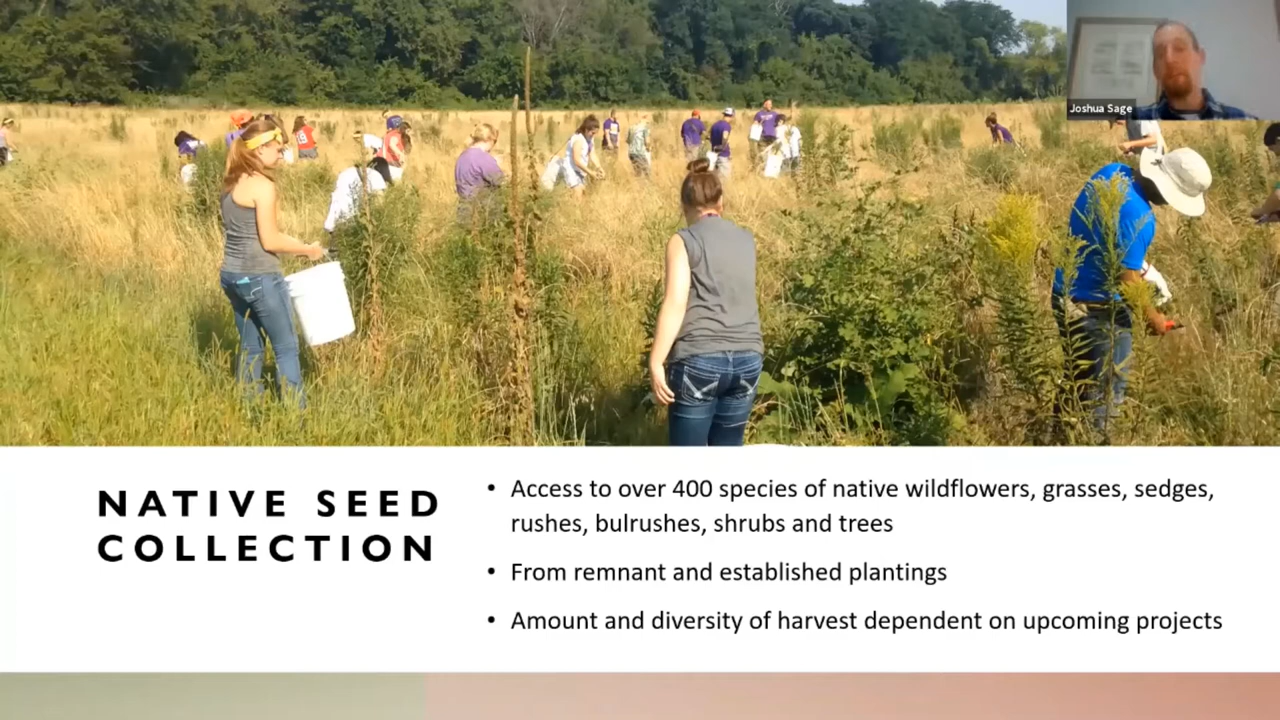 Joshua Sage
NATIVE SEED
COLLECTION
• Access to over 400 species of native wildflowers, grasses, sedges,
rushes, bulrushes, shrubs and trees
• From remnant and established plantings
• Amount and diversity of harvest dependent on upcoming projects